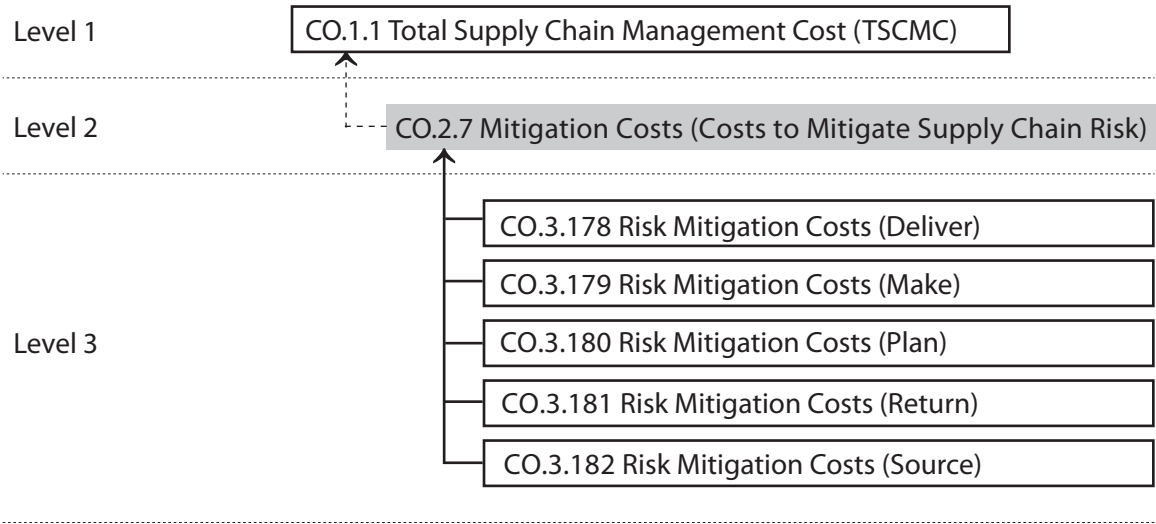 Level 1
CO.1.1 Total Supply Chain Management Cost (TSCMC)
Level 2
CO.2.7 Mitigation Costs (Costs to Mitigate Supply Chain Risk)
Level 3
CO.3.178 Risk Mitigation Costs (Deliver)
CO.3.179 Risk Mitigation Costs (Make)
CO.3.180 Risk Mitigation Costs (Plan)
CO.3.181 Risk Mitigation Costs (Return)
CO.3.182 Risk Mitigation Costs (Source)